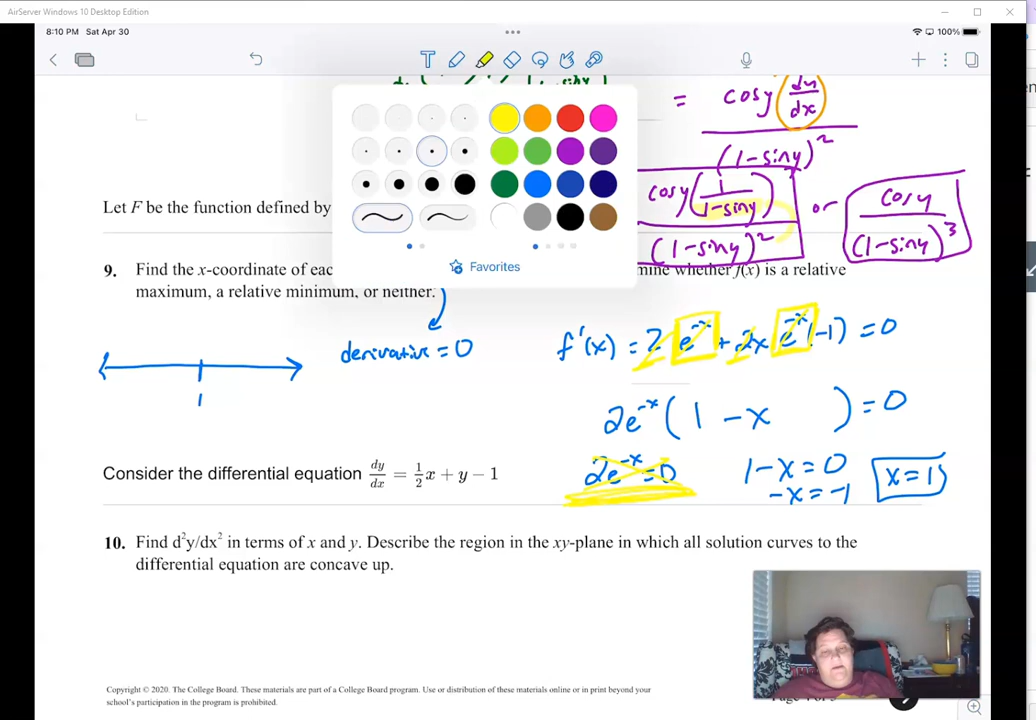 AirServer Windows 10 Desktop Edition
8:10 PM Sat Apr 30
100%
= cosy (dy/dx)
(1-siny)²
cosy(1/(1-siny))
(1-siny)²
or
cosy
(1-siny)³
Let F be the function defined by
Favorites
9. Find the x-coordinate of eac
mine whether f(x) is a relative
maximum, a relative minimum, or neither.
derivative = 0
f'(x) = 2e^-x + 2x e^-x(-1) = 0
1
2e^-x(1 - x) = 0
2e^-x = 0
1-x=0
-x=-1
x=1
Consider the differential equation dy/dx = 1/2 x + y − 1
10. Find d²y/dx² in terms of x and y. Describe the region in the xy-plane in which all solution curves to the
differential equation are concave up.
Copyright © 2020. The College Board. These materials are part of a College Board program. Use or distribution of these materials online or in print beyond your
school's participation in the program is prohibited.